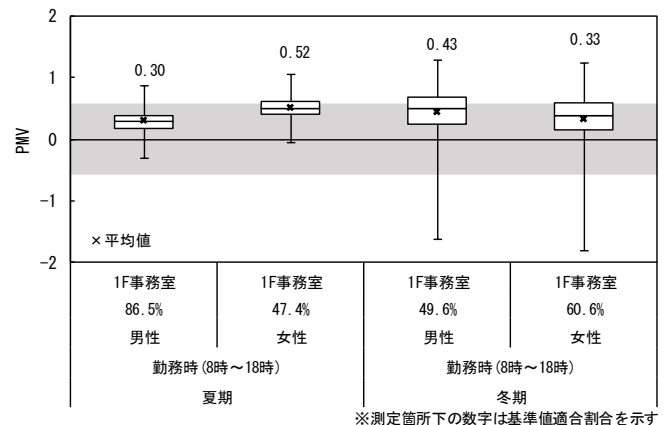 2
0.52
0.43
0.33
0.30
1
PMV
0
−1
×平均値
−2
1F事務室 1F事務室 1F事務室 1F事務室
86.5% 47.4% 49.6% 60.6%
男性 女性 男性 女性
勤務時(8時～18時) 勤務時(8時～18時)
夏期 冬期
※測定箇所下の数字は基準値適合割合を示す